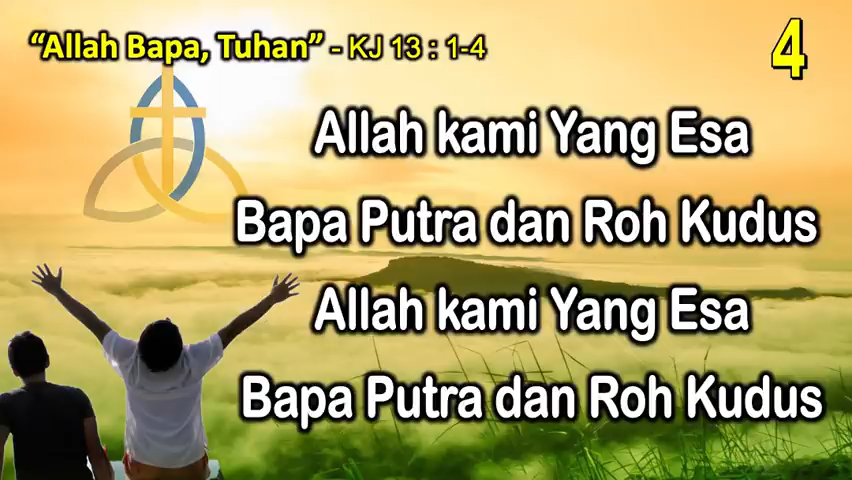 “Allah Bapa, Tuhan” - KJ 13 : 1-4
4
Allah kami Yang Esa
Bapa Putra dan Roh Kudus
Allah kami Yang Esa
Bapa Putra dan Roh Kudus